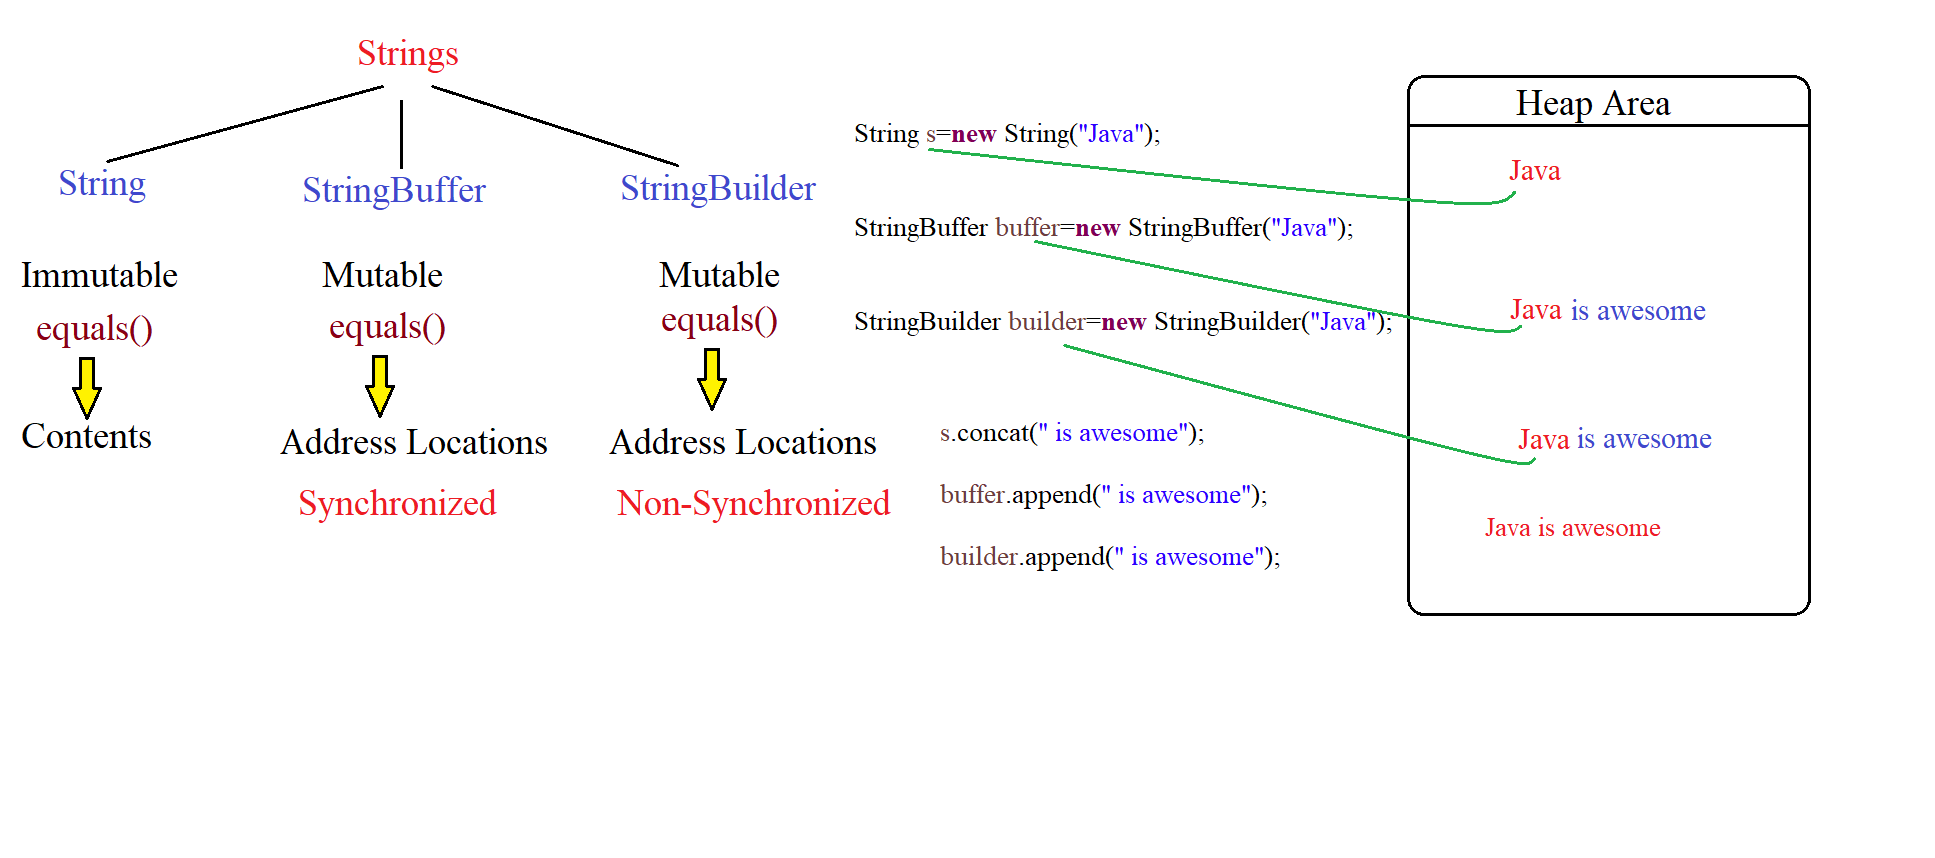 Strings
String
StringBuffer
StringBuilder
Immutable
Mutable
Mutable
equals()
equals()
equals()
Contents
Address Locations
Address Locations
Synchronized
Non-Synchronized
String s=new String("Java");
StringBuffer buffer=new StringBuffer("Java");
StringBuilder builder=new StringBuilder("Java");
s.concat(" is awesome");
buffer.append(" is awesome");
builder.append(" is awesome");
Heap Area
Java
Java is awesome
Java is awesome
Java is awesome